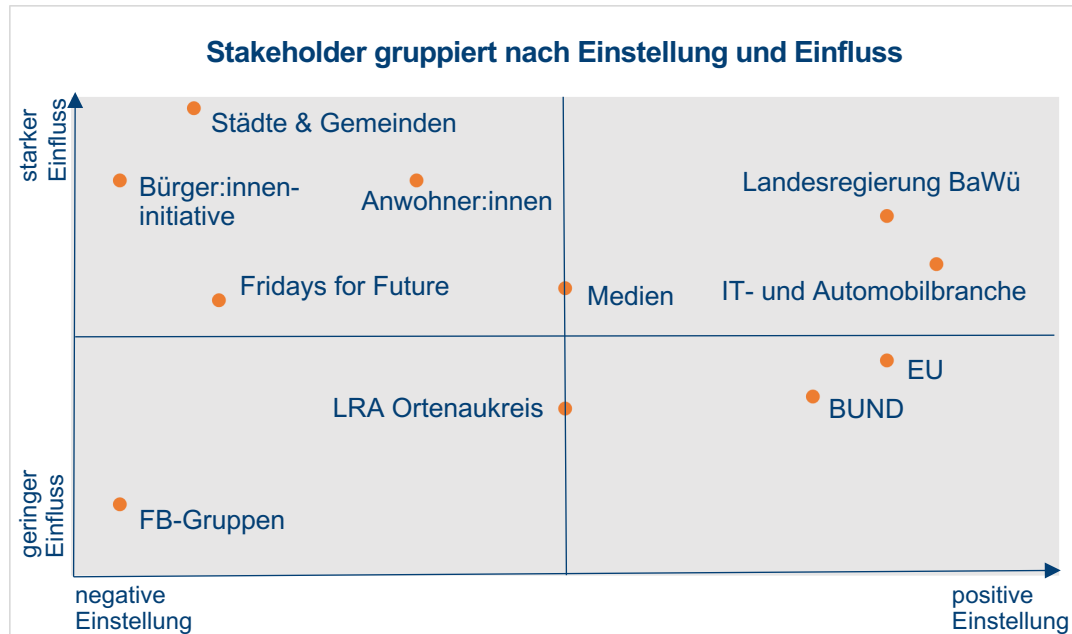 Stakeholder gruppiert nach Einstellung und Einfluss
starker
Einfluss
Städte & Gemeinden
Bürger:innen-
initiative
Anwohner:innen
Landesregierung BaWü
Fridays for Future
Medien
IT- und Automobilbranche
EU
LRA Ortenaukreis
BUND
geringer
Einfluss
FB-Gruppen
negative
Einstellung
positive
Einstellung